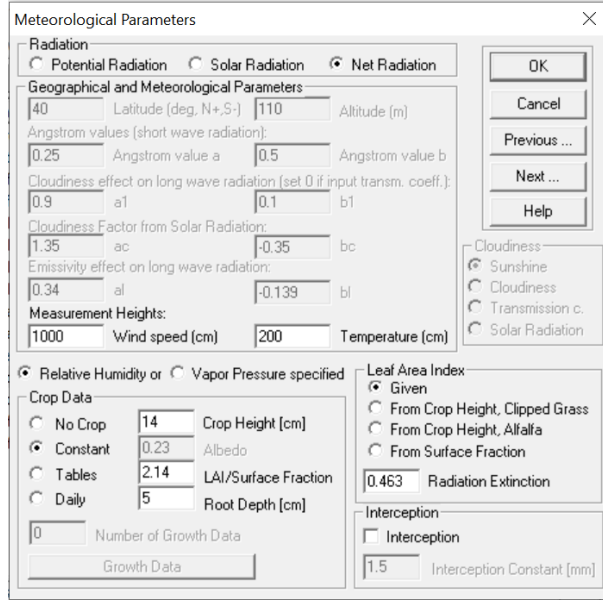 Meteorological Parameters
Radiation
Potential Radiation Solar Radiation Net Radiation
Geographical and Meteorological Parameters
40 Latitude (deg, N+,S-) 110 Altitude (m)
Angstrom values (short wave radiation):
0.25 Angstrom value a 0.5 Angstrom value b
Cloudiness effect on long wave radiation (set 0 if input transm. coeff.):
0.9 a1 0.1 b1
Cloudiness Factor from Solar Radiation:
1.35 ac -0.35 bc
Emissivity effect on long wave radiation:
0.34 al -0.139 bl
Measurement Heights:
1000 Wind speed (cm) 200 Temperature (cm)
OK
Cancel
Previous ...
Next ...
Help
Cloudiness
Sunshine
Cloudiness
Transmission c.
Solar Radiation
Relative Humidity or Vapor Pressure specified
Crop Data
No Crop 14 Crop Height [cm]
Constant 0.23 Albedo
Tables 2.14 LAI/Surface Fraction
Daily 5 Root Depth [cm]
0 Number of Growth Data
Growth Data
Leaf Area Index
Given
From Crop Height, Clipped Grass
From Crop Height, Alfalfa
From Surface Fraction
0.463 Radiation Extinction
Interception
Interception
1.5 Interception Constant [mm]